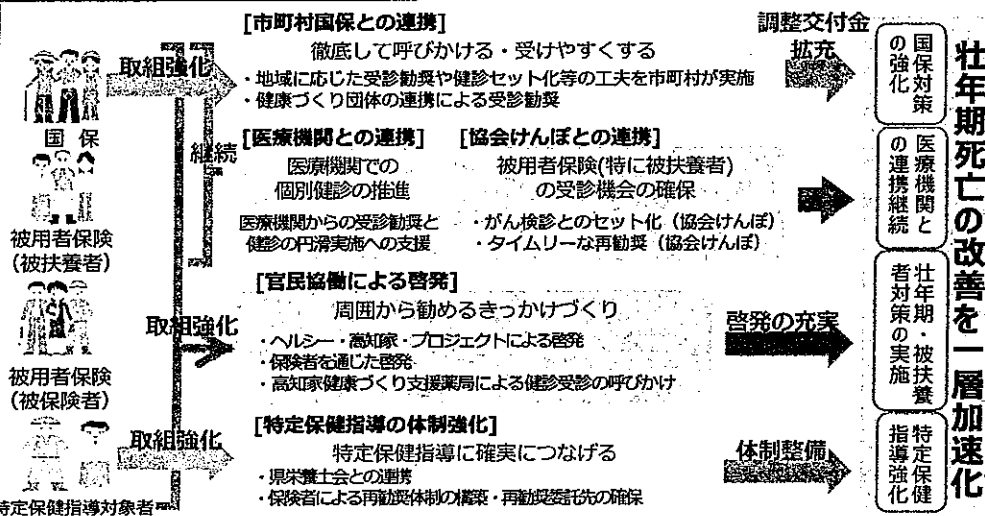 [市町村国保との連携]
徹底して呼びかける・受けやすくする
・地域に応じた受診勧奨や健診セット化等の工夫を市町村が実施
・健康づくり団体の連携による受診勧奨
取組強化
調整交付金
拡充
国保対策
の強化
国保
継続
[医療機関との連携]
医療機関での
個別健診の推進
医療機関からの受診勧奨と
健診の円滑実施への支援
[協会けんぽとの連携]
被用者保険(特に被扶養者)
の受診機会の確保
・がん検診とのセット化（協会けんぽ）
・タイムリーな再勧奨（協会けんぽ）
医療機関と
の連携継続
被用者保険
(被扶養者)
[官民協働による啓発]
周囲から勧めるきっかけづくり
・ヘルシー・高知家・プロジェクトによる啓発
・保険者を通じた啓発
・高知家健康づくり支援薬局による健診受診の呼びかけ
取組強化
啓発の充実
壮年期・被扶養
者対策の実施
被用者保険
(被保険者)
[特定保健指導の体制強化]
特定保健指導に確実につなげる
・県栄養士会との連携
・保険者による再勧奨体制の構築・再勧奨委託先の確保
取組強化
体制整備
特定保健
指導強化
特定保健指導対象者
壮年期死亡の改善を一層加速化